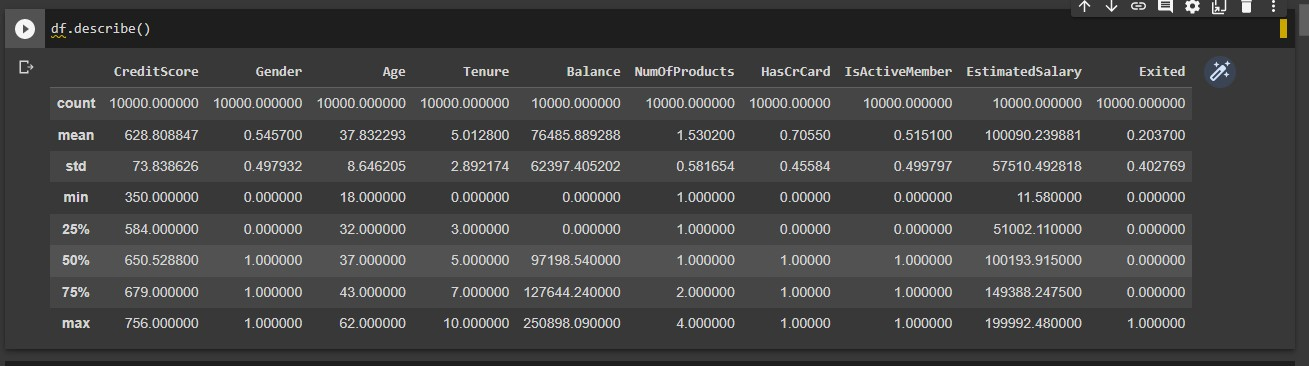 df.describe()
CreditScore Gender Age Tenure Balance NumOfProducts HasCrCard IsActiveMember EstimatedSalary Exited
count 10000.000000 10000.000000 10000.000000 10000.000000 10000.000000 10000.000000 10000.00000 10000.000000 10000.000000 10000.000000
mean 628.808847 0.545700 37.832293 5.012800 76485.889288 1.530200 0.70550 0.515100 100090.239881 0.203700
std 73.838626 0.497932 8.646205 2.892174 62397.405202 0.581654 0.45584 0.499797 57510.492818 0.402769
min 350.000000 0.000000 18.000000 0.000000 0.000000 1.000000 0.00000 0.000000 11.580000 0.000000
25% 584.000000 0.000000 32.000000 3.000000 0.000000 1.000000 0.00000 0.000000 51002.110000 0.000000
50% 650.528800 1.000000 37.000000 5.000000 97198.540000 1.000000 1.00000 1.000000 100193.915000 0.000000
75% 679.000000 1.000000 43.000000 7.000000 127644.240000 2.000000 1.00000 1.000000 149388.247500 0.000000
max 756.000000 1.000000 62.000000 10.000000 250898.090000 4.000000 1.00000 1.000000 199992.480000 1.000000